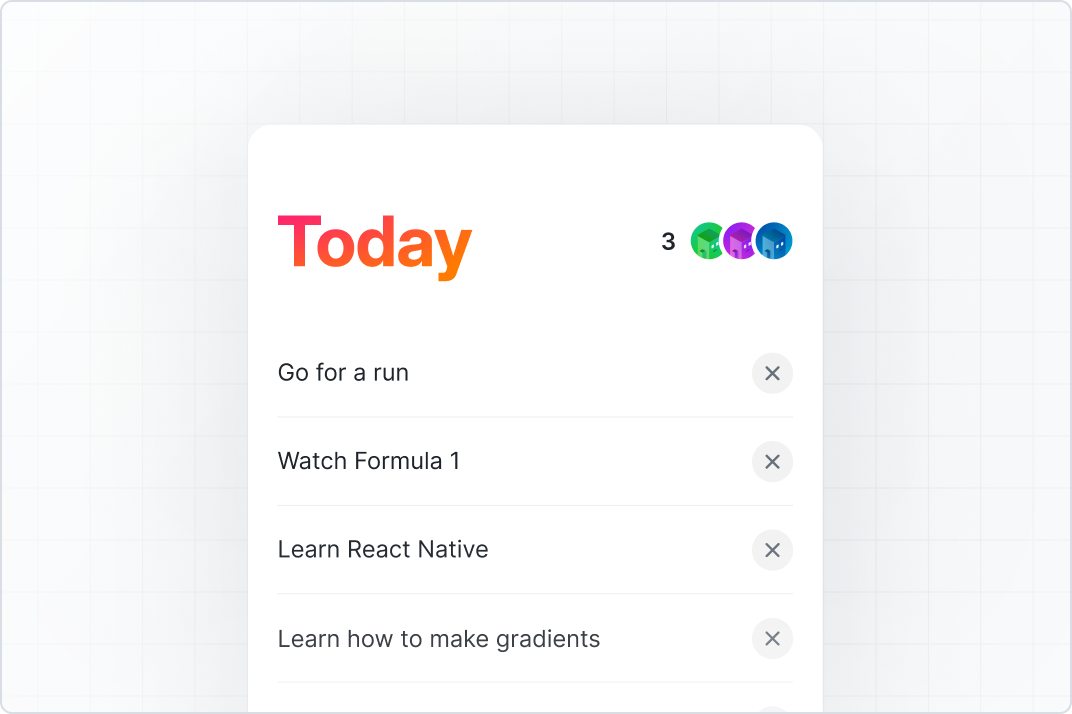 Today
3
Go for a run
Watch Formula 1
Learn React Native
Learn how to make gradients